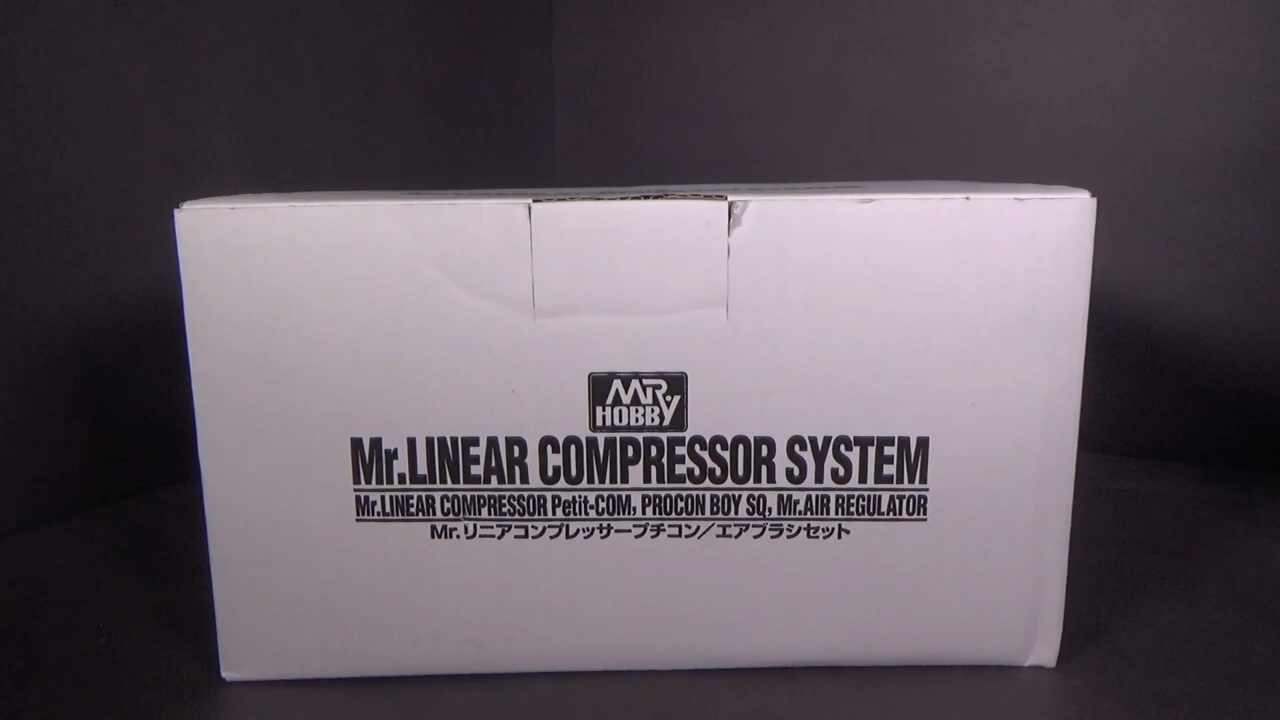 MR. HOBBY
Mr.LINEAR COMPRESSOR SYSTEM
Mr.LINEAR COMPRESSOR Petit-COM, PROCON BOY SQ, Mr.AIR REGULATOR
Mr.リニアコンプレッサープチコン／エアブラシセット